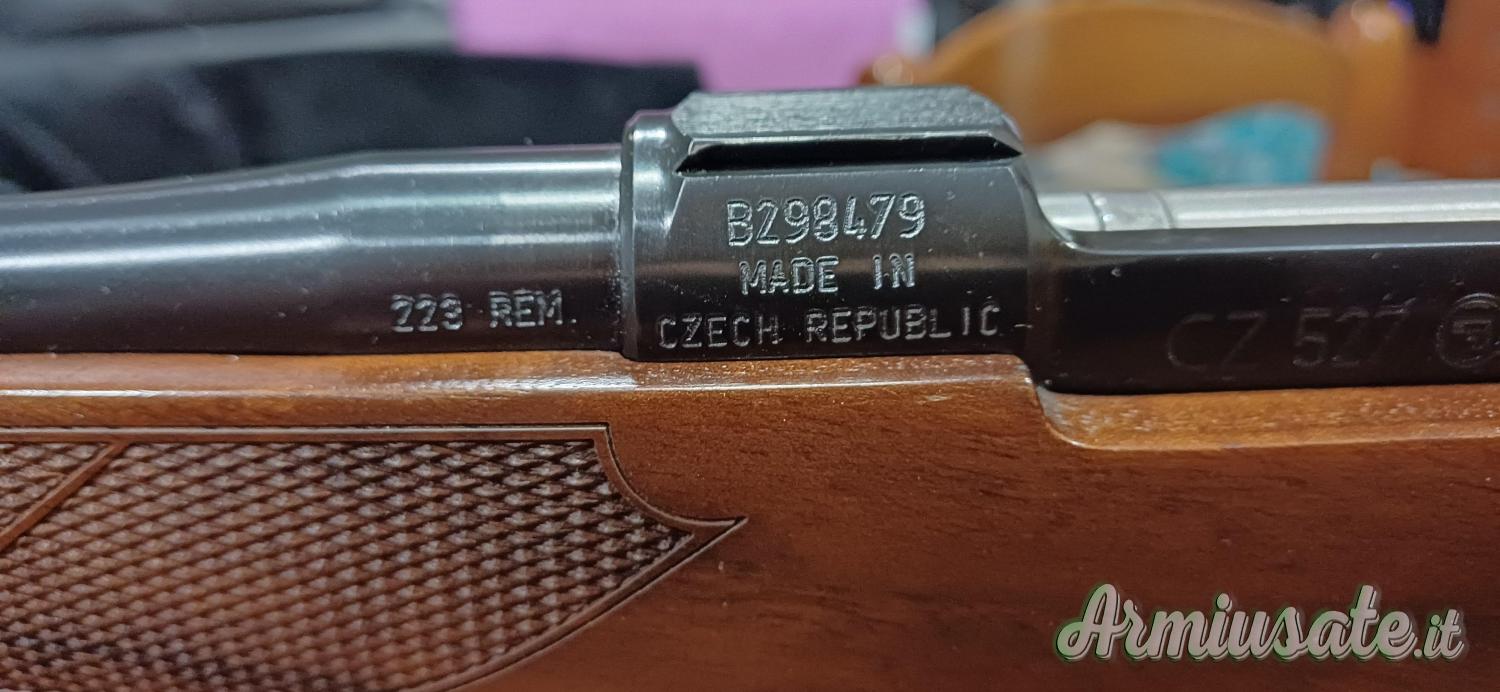 B298479
MADE IN
CZECH REPUBLIC
223 REM.
CZ 527
Armiusate.it